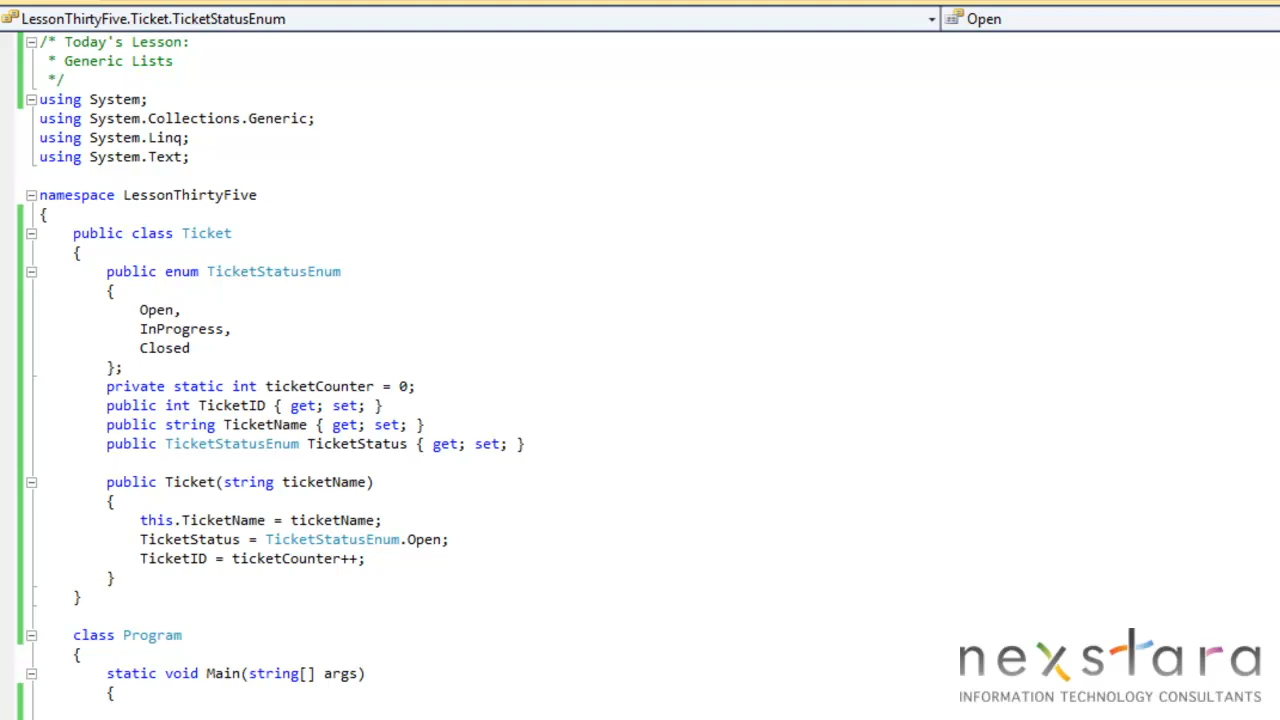 LessonThirtyFive.Ticket.TicketStatusEnum
Open
/* Today's Lesson:
* Generic Lists
*/
using System;
using System.Collections.Generic;
using System.Linq;
using System.Text;
namespace LessonThirtyFive
{
public class Ticket
{
public enum TicketStatusEnum
{
Open,
InProgress,
Closed
};
private static int ticketCounter = 0;
public int TicketID { get; set; }
public string TicketName { get; set; }
public TicketStatusEnum TicketStatus { get; set; }
public Ticket(string ticketName)
{
this.TicketName = ticketName;
TicketStatus = TicketStatusEnum.Open;
TicketID = ticketCounter++;
}
}
class Program
{
static void Main(string[] args)
{
nexstara
INFORMATION TECHNOLOGY CONSULTANTS